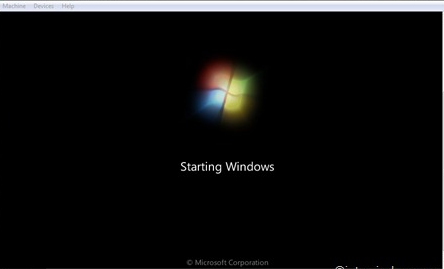 Machine Devices Help
Starting Windows
© Microsoft Corporation